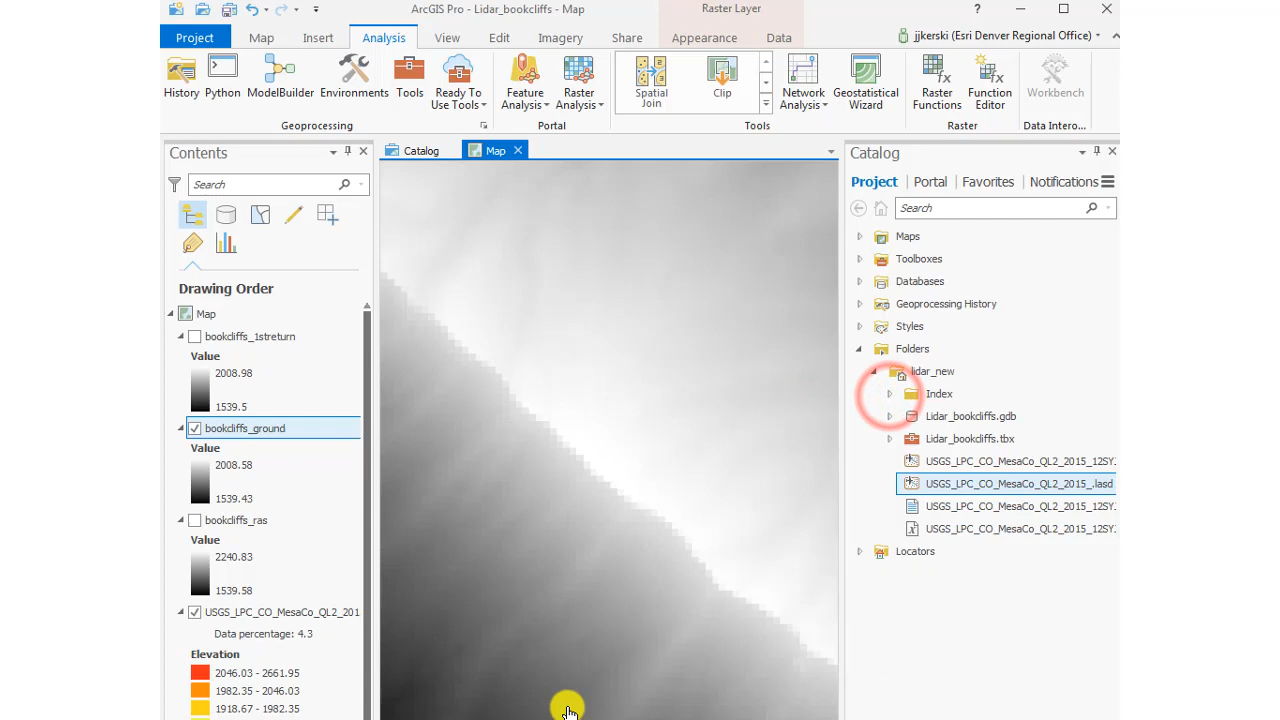 ArcGIS Pro - Lidar_bookcliffs - Map
Raster Layer
?
Project
Map
Insert
Analysis
View
Edit
Imagery
Share
Appearance
Data
jjkerski (Esri Denver Regional Office)
History
Python
ModelBuilder
Environments
Tools
Ready To
Use Tools
Feature
Analysis
Raster
Analysis
Spatial
Join
Clip
Network
Analysis
Geostatistical
Wizard
Raster
Functions
Function
Editor
Workbench
Geoprocessing
Portal
Tools
Raster
Data Intero...
Contents
Search
Drawing Order
Map
bookcliffs_1streturn
Value
2008.98
1539.5
bookcliffs_ground
Value
2008.58
1539.43
bookcliffs_ras
Value
2240.83
1539.58
USGS_LPC_CO_MesaCo_QL2_201
Data percentage: 4.3
Elevation
2046.03 - 2661.95
1982.35 - 2046.03
1918.67 - 1982.35
Catalog
Map
Catalog
Project
Portal
Favorites
Notifications
Search
Maps
Toolboxes
Databases
Geoprocessing History
Styles
Folders
lidar_new
Index
Lidar_bookcliffs.gdb
Lidar_bookcliffs.tbx
USGS_LPC_CO_MesaCo_QL2_2015_12SY.
USGS_LPC_CO_MesaCo_QL2_2015_.lasd
USGS_LPC_CO_MesaCo_QL2_2015_12SY.
USGS_LPC_CO_MesaCo_QL2_2015_12SY.
Locators